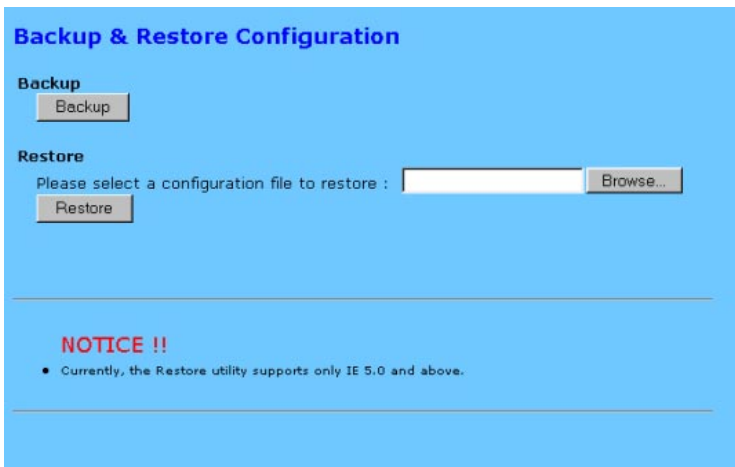 Backup & Restore Configuration
Backup
Backup
Restore
Please select a configuration file to restore : Browse...
Restore
NOTICE !!
• Currently, the Restore utility supports only IE 5.0 and above.